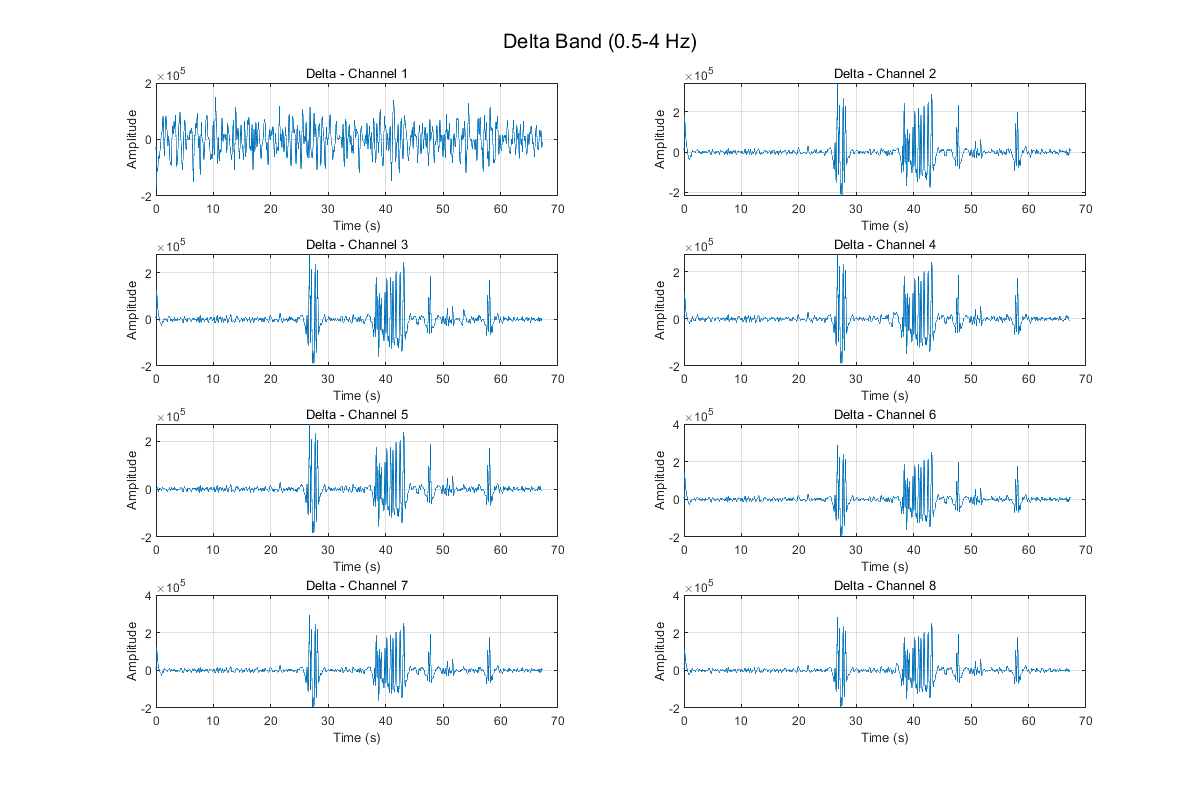 Delta Band (0.5-4 Hz)
Delta - Channel 1
×10^5
Amplitude
2
0
-2
0 10 20 30 40 50 60 70
Time (s)
Delta - Channel 2
×10^5
Amplitude
2
0
-2
0 10 20 30 40 50 60 70
Time (s)
Delta - Channel 3
×10^5
Amplitude
2
0
-2
0 10 20 30 40 50 60 70
Time (s)
Delta - Channel 4
×10^5
Amplitude
2
0
-2
0 10 20 30 40 50 60 70
Time (s)
Delta - Channel 5
×10^5
Amplitude
2
0
-2
0 10 20 30 40 50 60 70
Time (s)
Delta - Channel 6
×10^5
Amplitude
4
2
0
-2
0 10 20 30 40 50 60 70
Time (s)
Delta - Channel 7
×10^5
Amplitude
4
2
0
-2
0 10 20 30 40 50 60 70
Time (s)
Delta - Channel 8
×10^5
Amplitude
4
2
0
-2
0 10 20 30 40 50 60 70
Time (s)